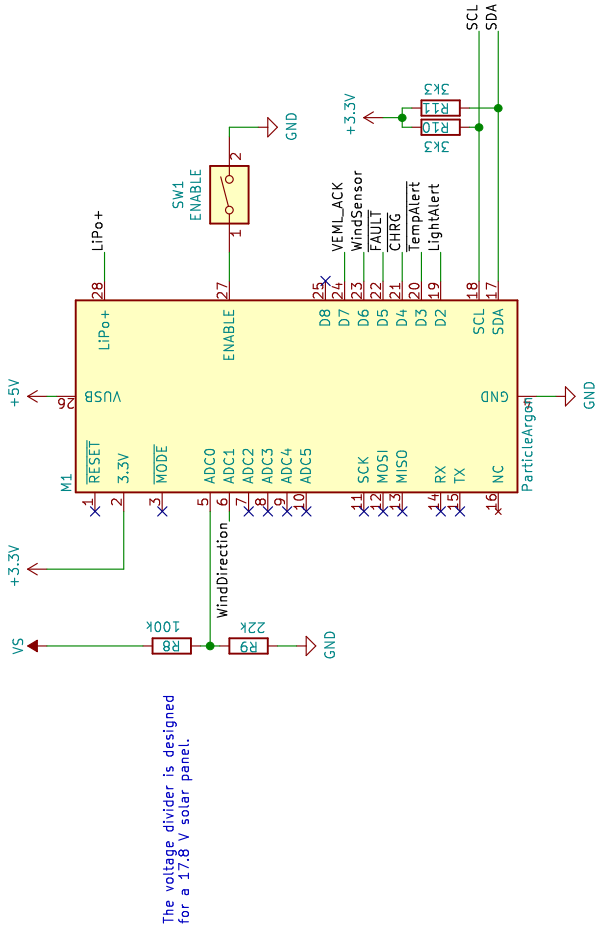 VS
+3.3V
+5V
M1
ParticleArgon
1
RESET
2
3.3V
3
MODE
5
ADC0
6
ADC1
7
ADC2
8
ADC3
9
ADC4
10
ADC5
11
SCK
12
MOSI
13
MISO
14
RX
15
TX
16
NC
VUSB
26
GND
GND
LiPo+
28
LiPo+
ENABLE
27
SW1
ENABLE
1
2
GND
D8
25
D7
24
VEML_ACK
D6
23
WindSensor
D5
22
FAULT
D4
21
CHRG
D3
20
TempAlert
D2
19
LightAlert
SCL
18
SCL
SDA
17
SDA
+3.3V
R11
3k3
R10
3k3
WindDirection
R8
100k
R9
22k
GND
The voltage divider is designed
for a 17.8 V solar panel.